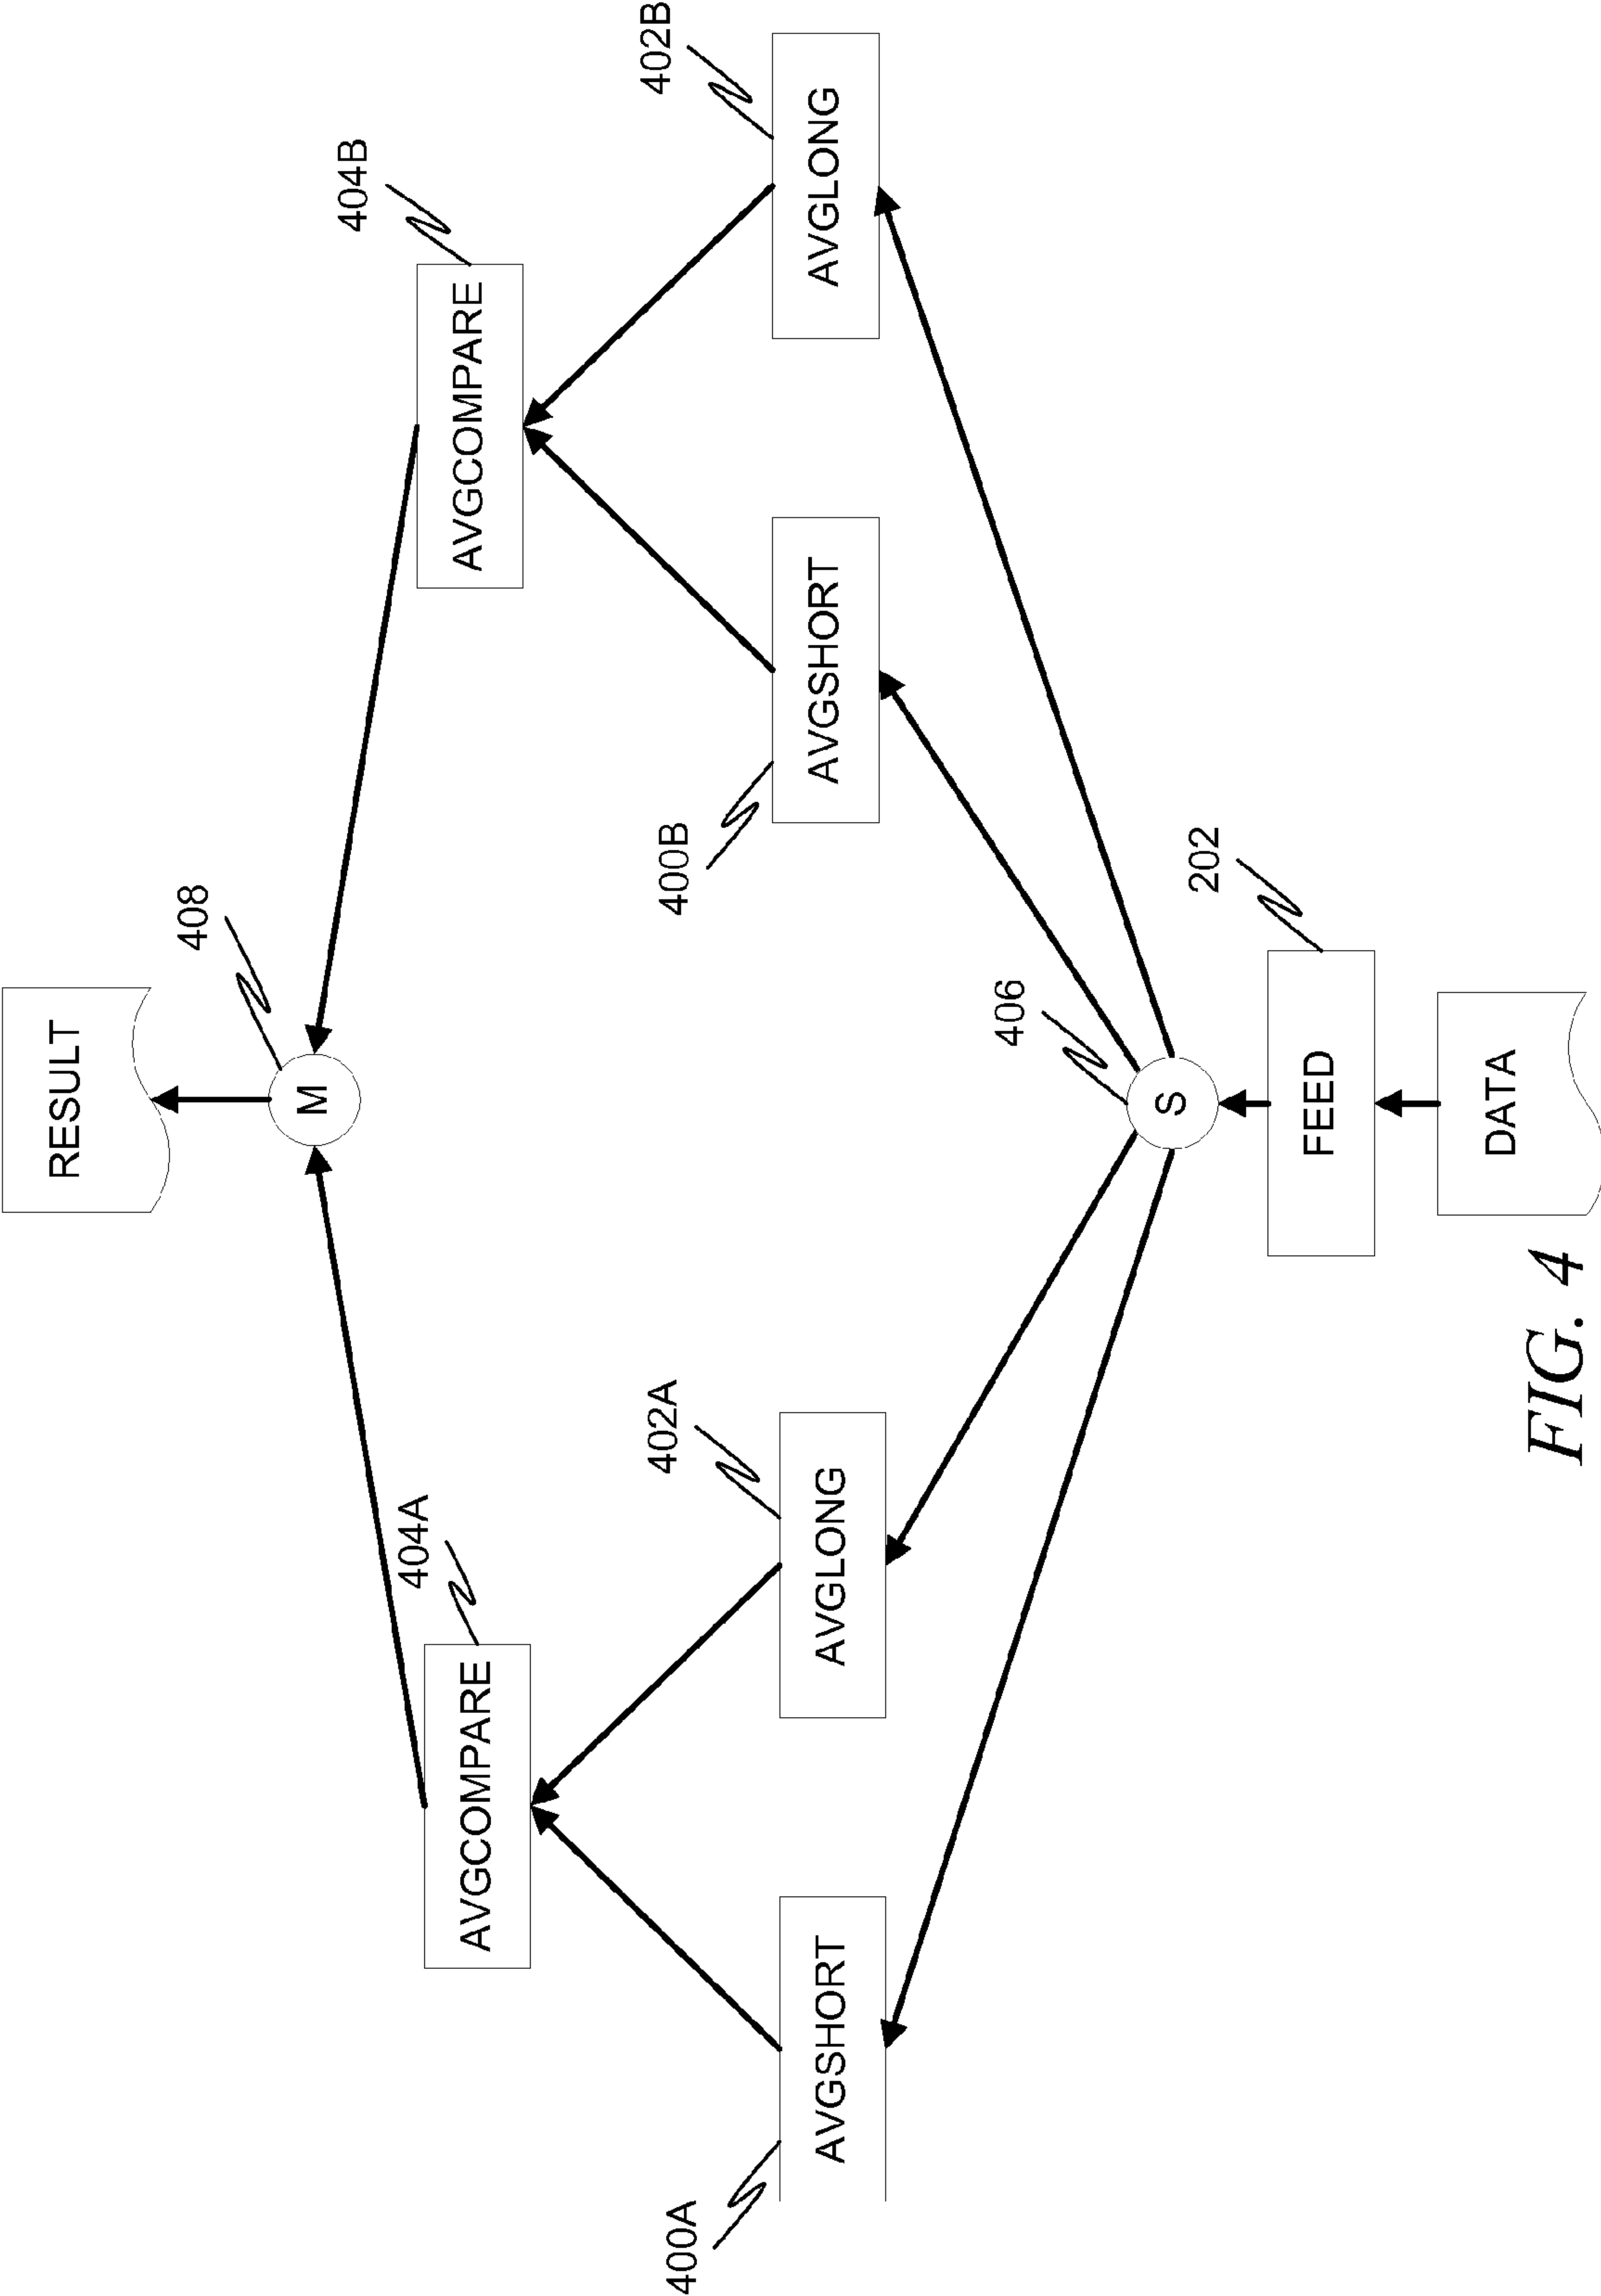 RESULT
408
M
404B
404A
AVGCOMPARE
AVGCOMPARE
400A
402A
400B
402B
AVGSHORT
AVGLONG
AVGSHORT
AVGLONG
406
S
202
FEED
DATA
FIG. 4